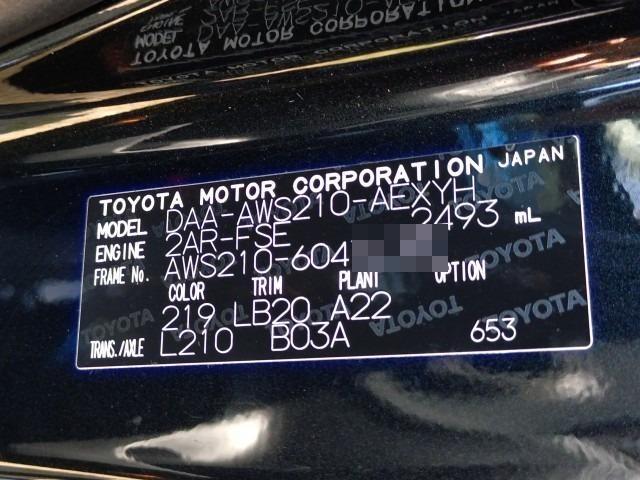 TOYOTA MOTOR CORPORATION JAPAN
MODEL DAA-AWS210-AEXYH
ENGINE 2AR-FSE 2493 mL
FRAME No. AWS210-604
COLOR TRIM PLANT OPTION
219 LB20 A22
TRANS./AXLE L210 B03A 653